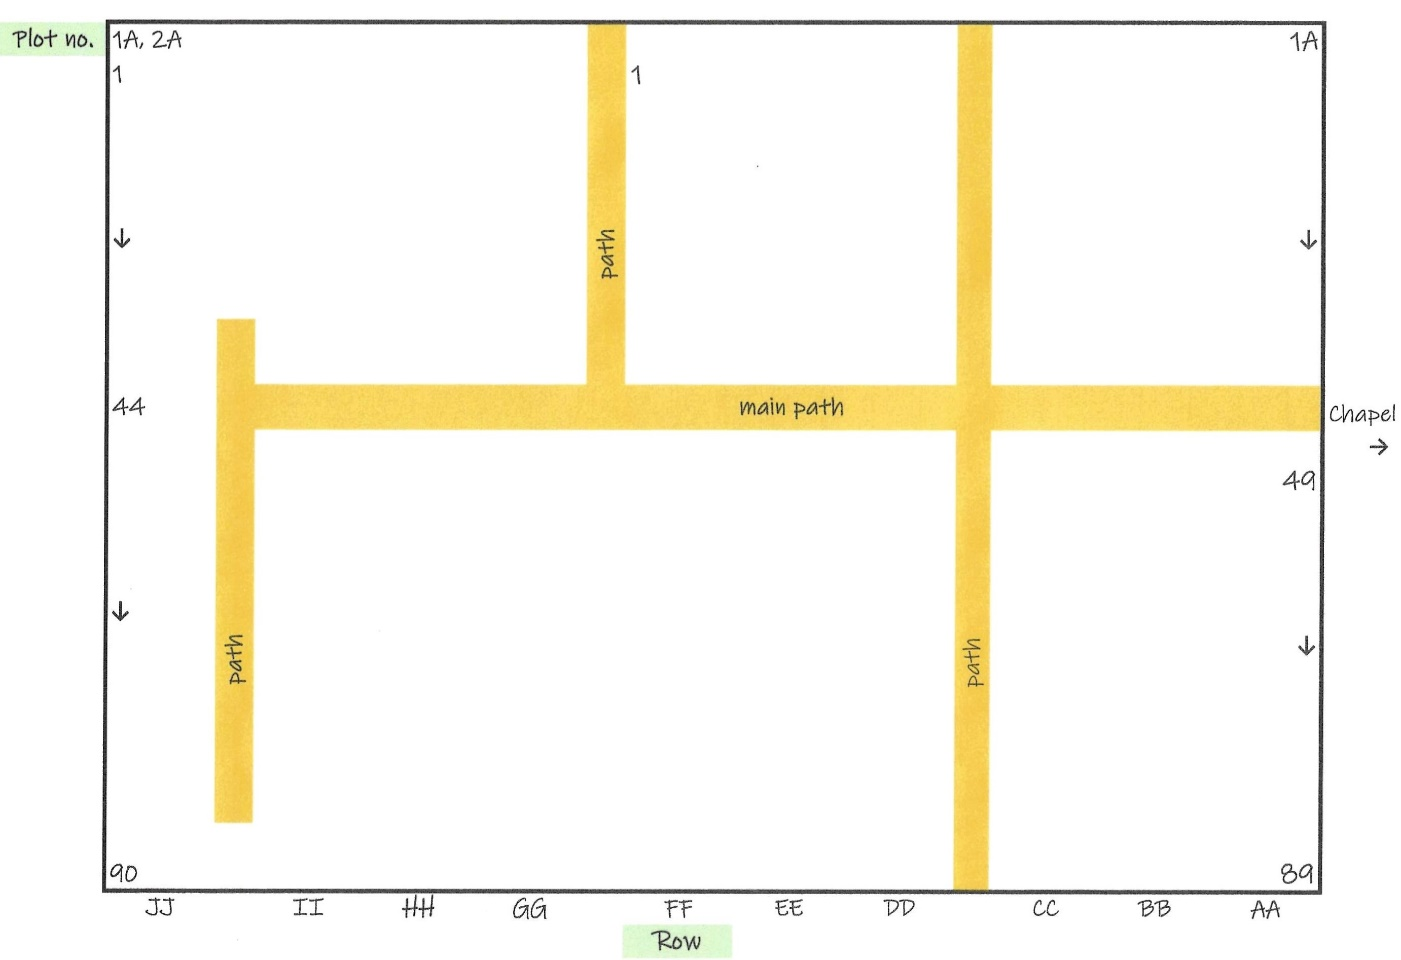 Plot no. 1A, 2A 1A
1 1
↓ path ↓
44 main path Chapel
→
49
↓ path path ↓
90 89
JJ II HH GG FF EE DD CC BB AA
Row